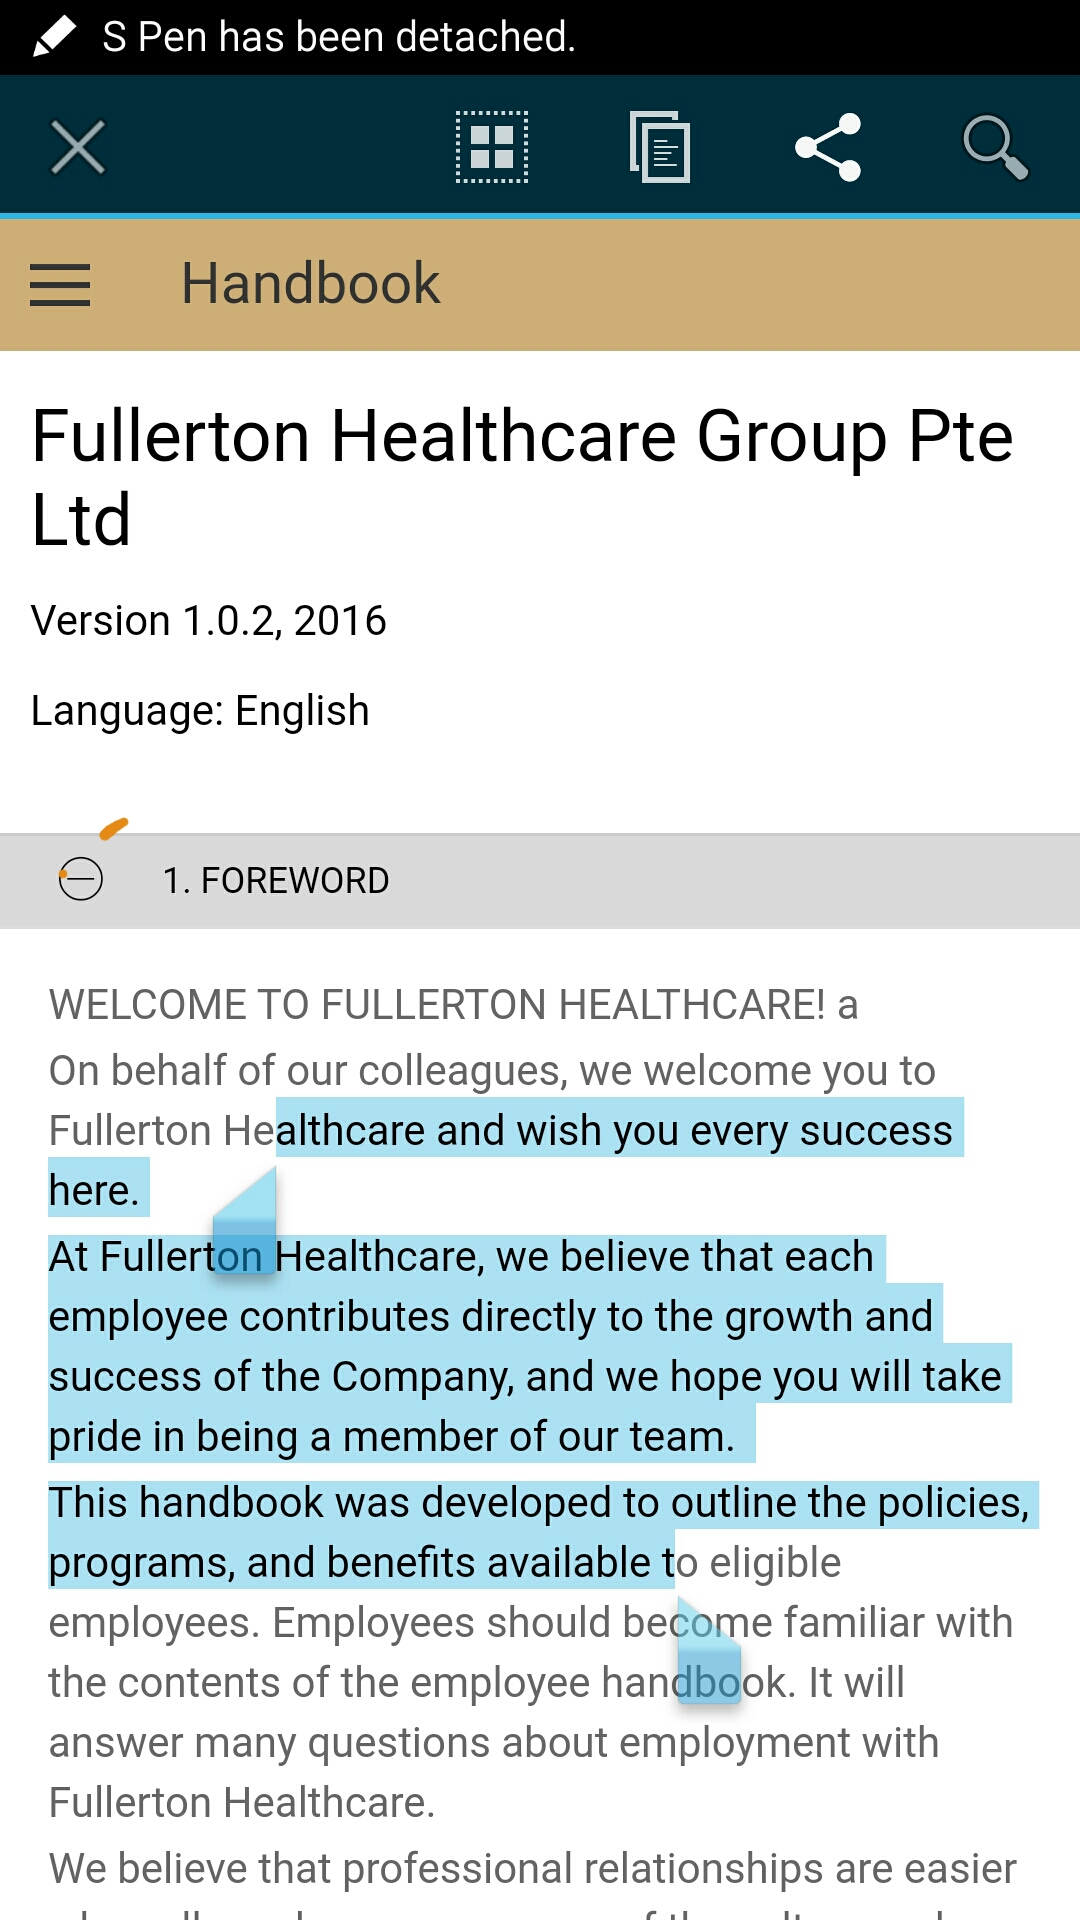 S Pen has been detached.
Handbook
Fullerton Healthcare Group Pte
Ltd
Version 1.0.2, 2016
Language: English
1. FOREWORD
WELCOME TO FULLERTON HEALTHCARE! a
On behalf of our colleagues, we welcome you to
Fullerton Healthcare and wish you every success
here.
At Fullerton Healthcare, we believe that each
employee contributes directly to the growth and
success of the Company, and we hope you will take
pride in being a member of our team.
This handbook was developed to outline the policies,
programs, and benefits available to eligible
employees. Employees should become familiar with
the contents of the employee handbook. It will
answer many questions about employment with
Fullerton Healthcare.
We believe that professional relationships are easier